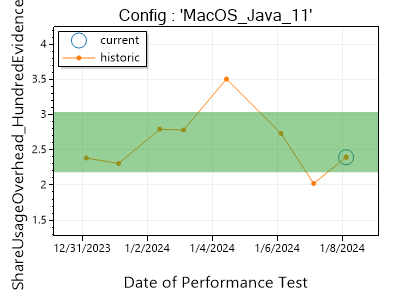 Config : 'MacOS_Java_11'
current
historic
ShareUsageOverhead_HundredEvidence
4
3.5
3
2.5
2
1.5
12/31/2023 1/2/2024 1/4/2024 1/6/2024 1/8/2024
Date of Performance Test